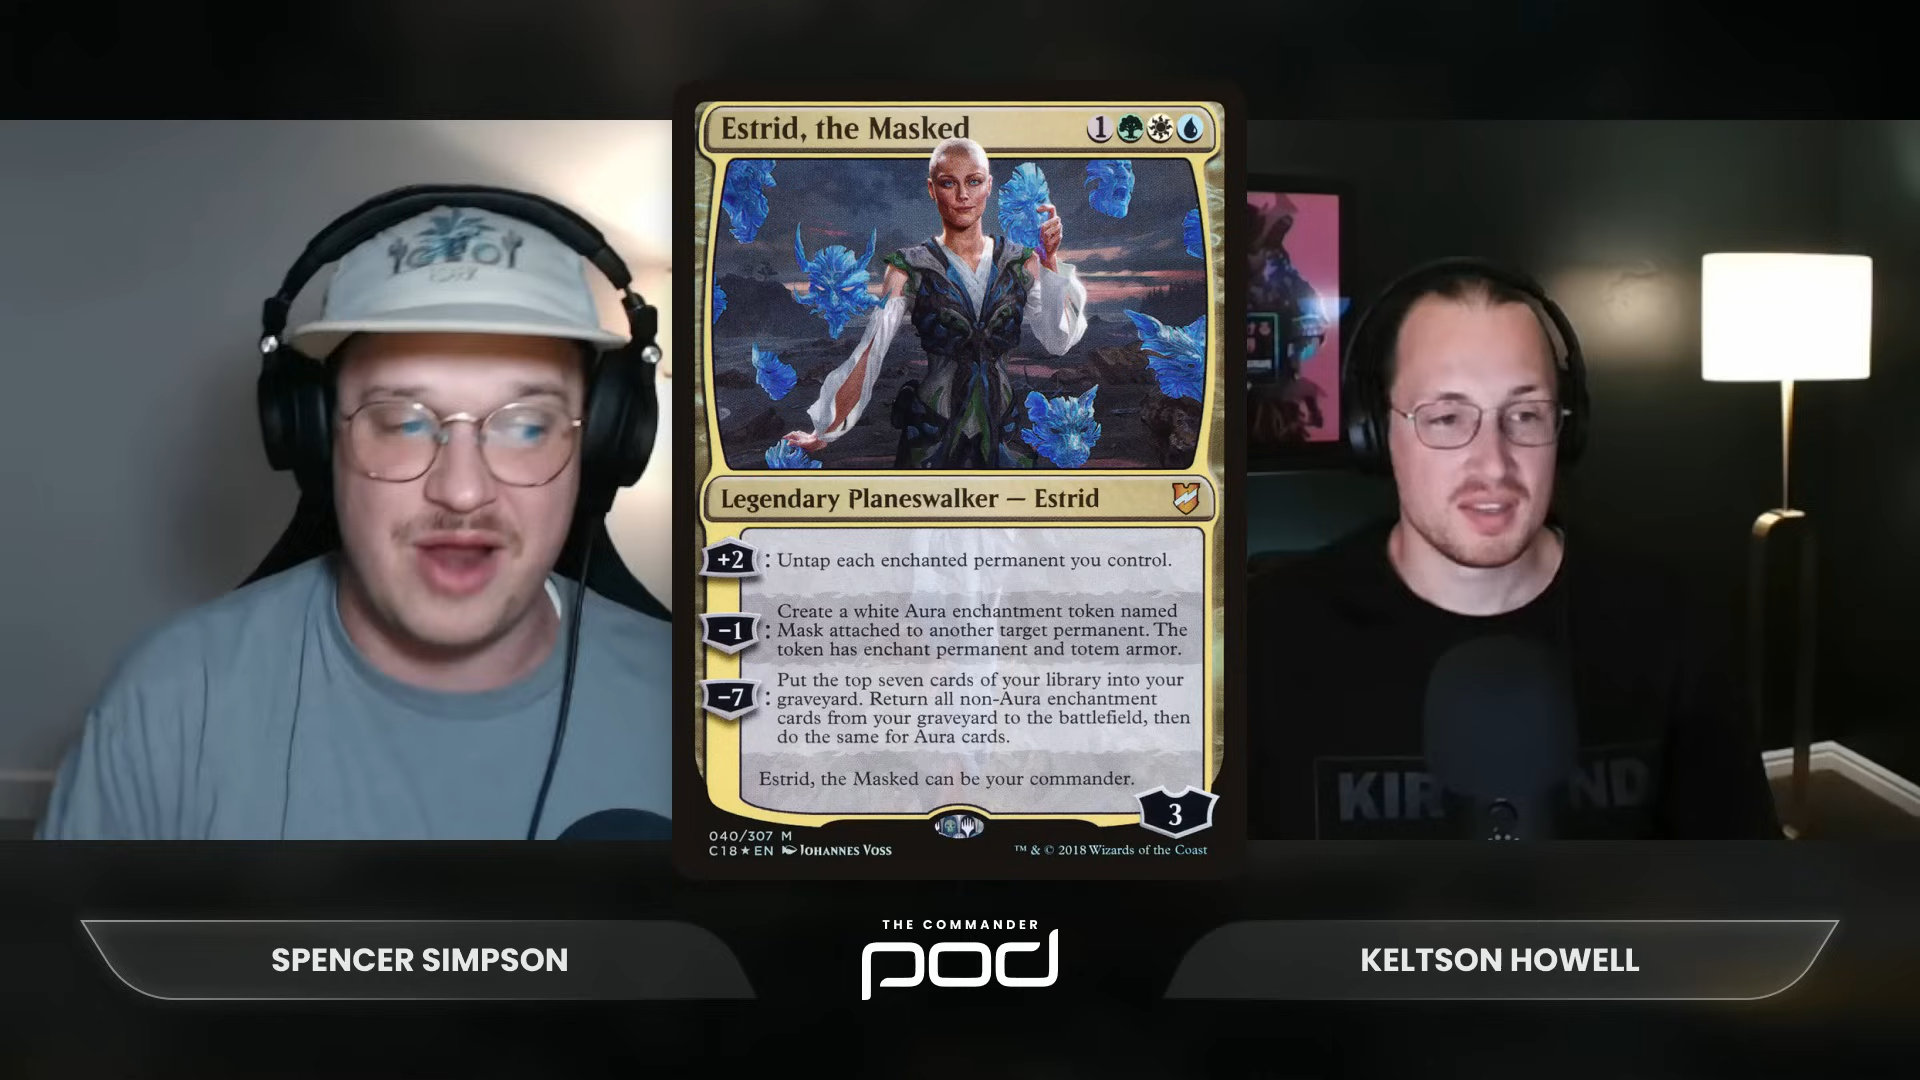 Estrid, the Masked
1
Legendary Planeswalker — Estrid
+2 : Untap each enchanted permanent you control.
Create a white Aura enchantment token named
−1 : Mask attached to another target permanent. The
token has enchant permanent and totem armor.
Put the top seven cards of your library into your
−7 : graveyard. Return all non-Aura enchantment
cards from your graveyard to the battlefield, then
do the same for Aura cards.
Estrid, the Masked can be your commander.
3
040/307 M
C18★EN Johannes Voss
™ & © 2018 Wizards of the Coast
THE COMMANDER
pod
SPENCER SIMPSON
KELTSON HOWELL